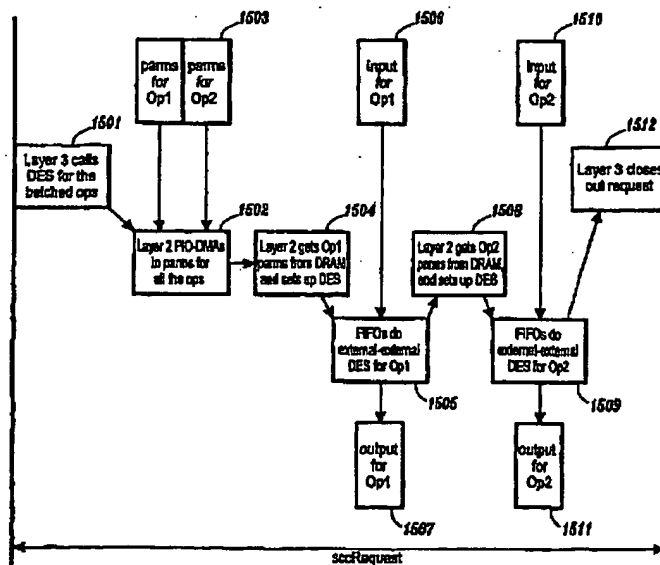 1503
parms for Op1
parms for Op2
1506
Input for Op1
1510
Input for Op2
1501
Layer 3 calls
DES for the
batched ops
1502
Layer 2 PIO-DMAs
in parms for
all the ops
1504
Layer 2 gets Op1
parms from DRAM
and sets up DES
1508
Layer 2 gets Op2
parms from DRAM
and sets up DES
1512
Layer 3 closes
out request
FIFOs do
external-external
DES for Op1
1505
FIFOs do
external-external
DES for Op2
1509
output for Op1
1507
output for Op2
1511
sccRequest